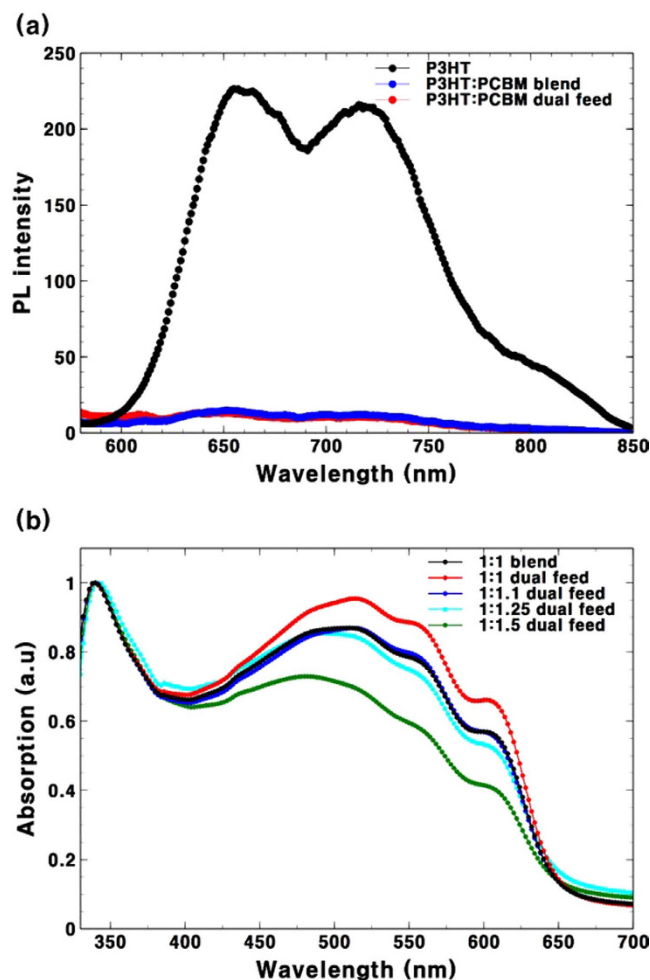 (a)
250
200
150
100
50
0
PL intensity
P3HT
P3HT:PCBM blend
P3HT:PCBM dual feed
600 650 700 750 800 850
Wavelength (nm)
(b)
1
0.8
0.6
0.4
0.2
0
Absorption (a.u)
1:1 blend
1:1 dual feed
1:1.1 dual feed
1:1.25 dual feed
1:1.5 dual feed
350 400 450 500 550 600 650 700
Wavelength (nm)